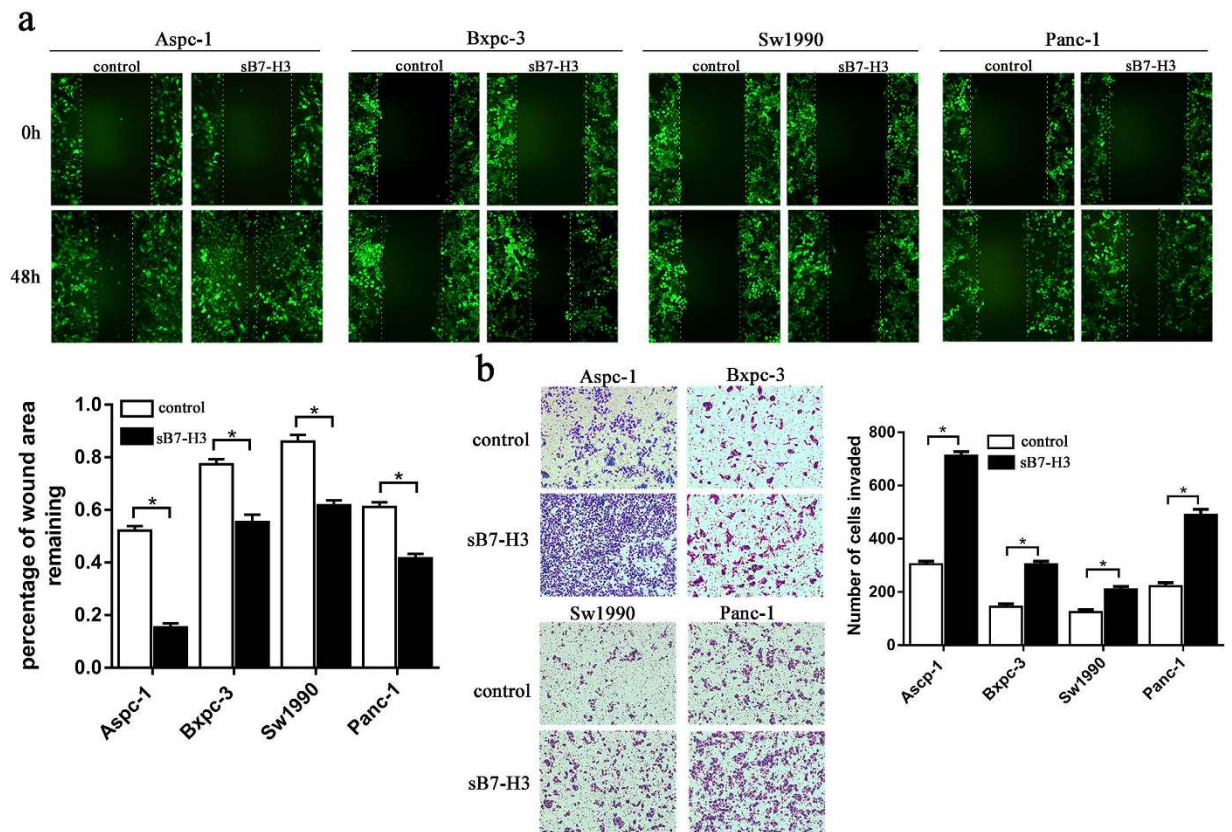 a
Aspc-1 Bxpc-3 Sw1990 Panc-1
control sB7-H3 control sB7-H3 control sB7-H3 control sB7-H3
0h
48h
percentage of wound area
remaining
1.0
0.8
0.6
0.4
0.2
0.0
control
sB7-H3
*
*
*
*
Aspc-1
Bxpc-3
Sw1990
Panc-1
b
Aspc-1 Bxpc-3
control
sB7-H3
Sw1990 Panc-1
control
sB7-H3
Number of cells invaded
800
600
400
200
0
control
sB7-H3
*
*
*
*
Ascp-1
Bxpc-3
Sw1990
Panc-1